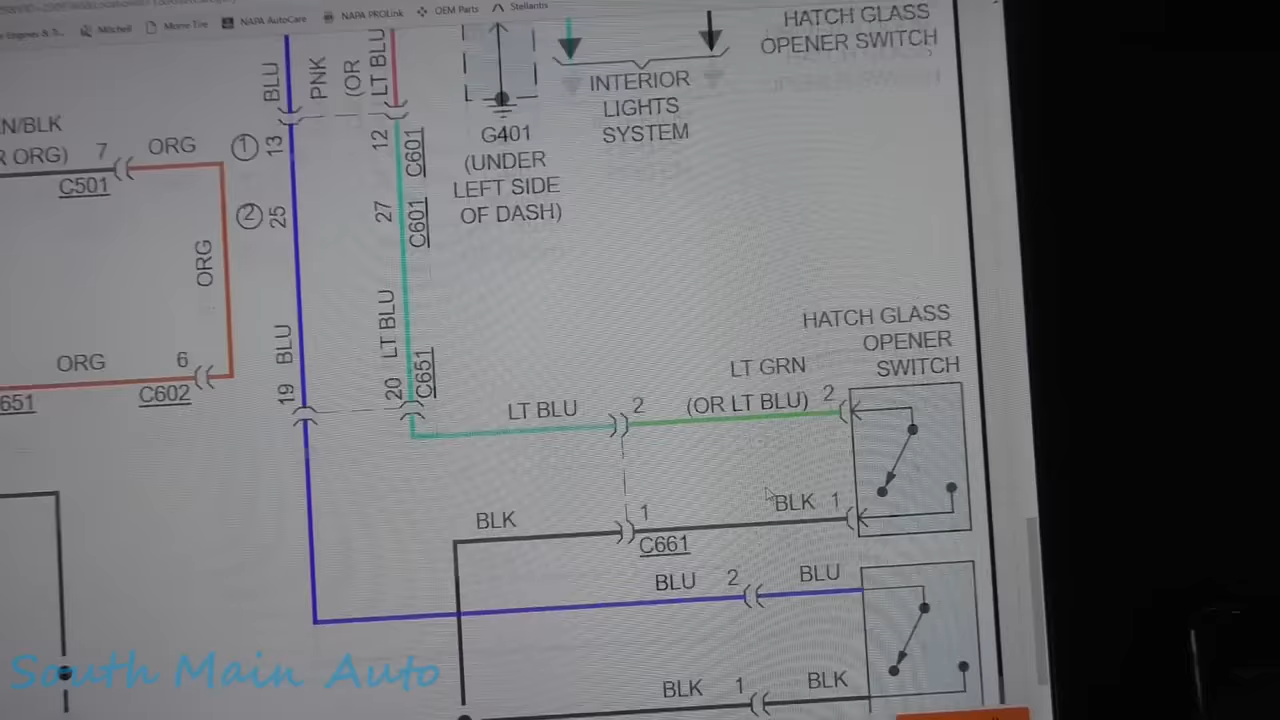 Mitchell
NAPA AutoCare
NAPA PROLink
OEM Parts
Stellantis
HATCH GLASS
OPENER SWITCH
BLU
PNK
(OR
LT BLU
INTERIOR
LIGHTS
SYSTEM
G401
(UNDER
LEFT SIDE
OF DASH)
N/BLK
R ORG)
7
ORG
C501
1
13
12
C601
2
25
27
C601
ORG
BLU
LT BLU
ORG
6
C602
651
19
20
C651
HATCH GLASS
OPENER
SWITCH
LT GRN
LT BLU
2
(OR LT BLU)
2
BLK
1
BLK
1
C661
BLU
2
BLU
BLK
1
BLK
South Main Auto